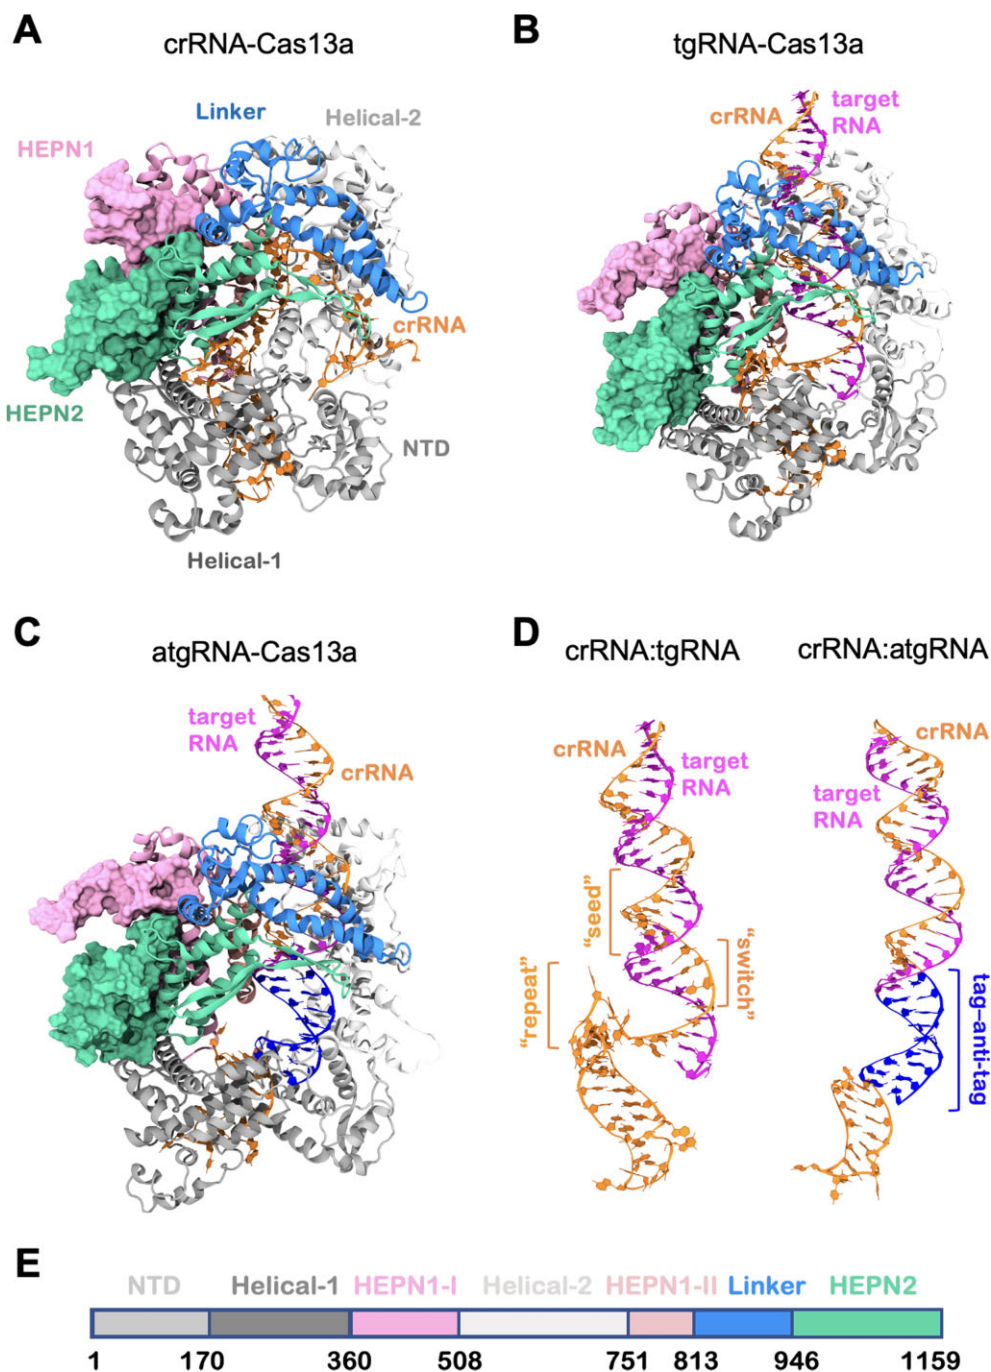 A
crRNA-Cas13a
Linker
Helical-2
HEPN1
crRNA
HEPN2
NTD
Helical-1
B
tgRNA-Cas13a
crRNA
target
RNA
C
atgRNA-Cas13a
target
RNA
crRNA
D
crRNA:tgRNA
crRNA:atgRNA
crRNA
target
RNA
"seed"
"switch"
"repeat"
crRNA
target
RNA
tag–anti-tag
E
NTD Helical-1 HEPN1-I Helical-2 HEPN1-II Linker HEPN2
1 170 360 508 751 813 946 1159